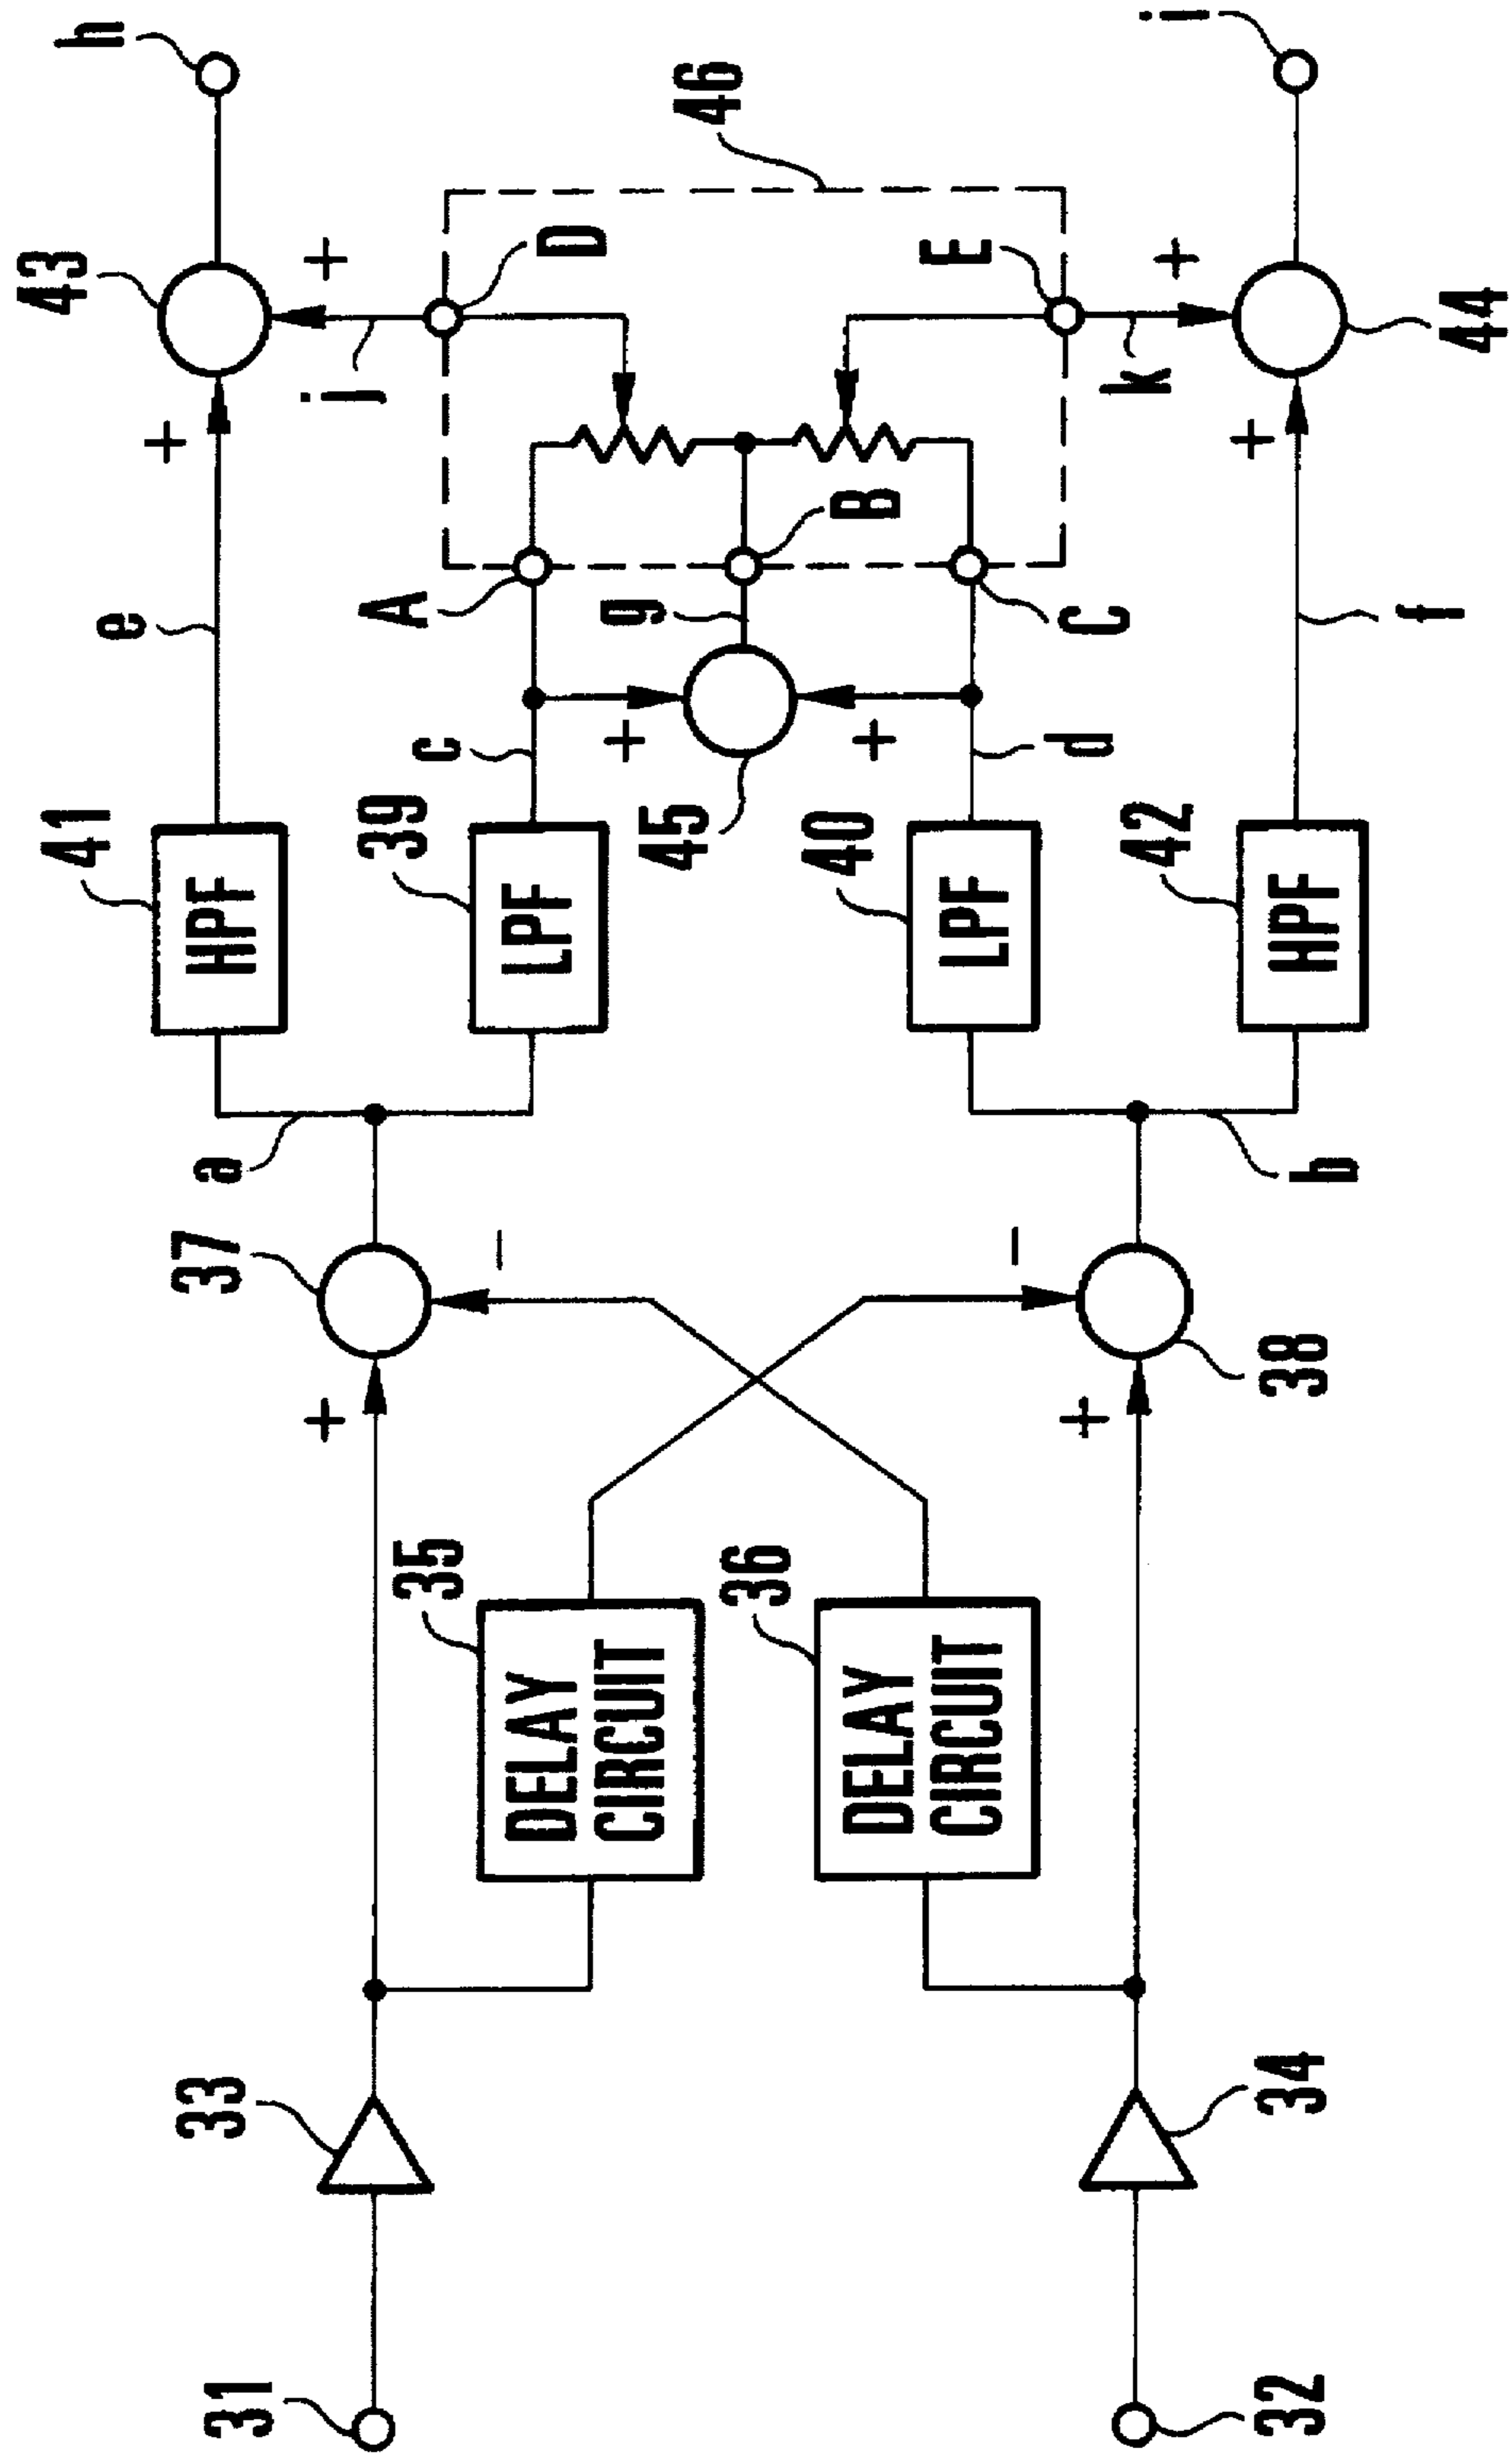 31
33
35
DELAY
CIRCUIT
+
37
−
a
41
HPF
39
LPF
e
c
+
43
+
+
j
h
A
D
45
g
B
46
+
C
E
32
34
36
DELAY
CIRCUIT
+
38
−
b
40
LPF
42
HPF
d
f
+
k
+
44
i